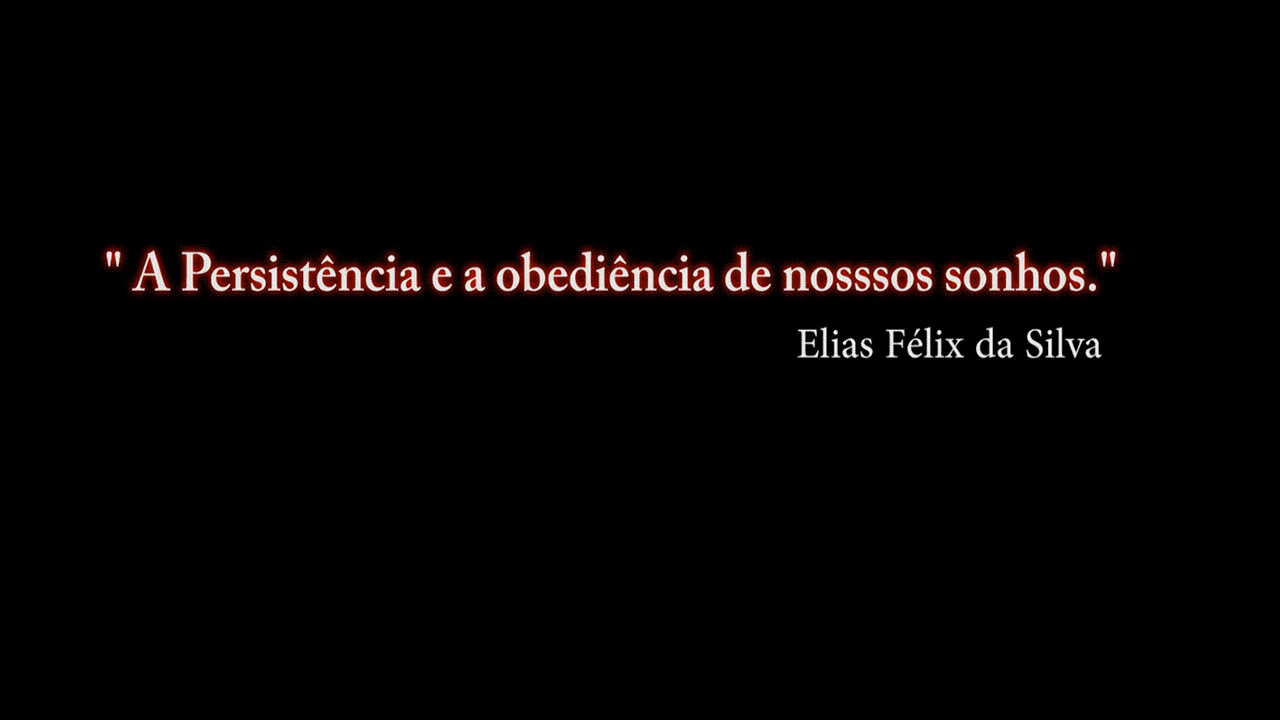 " A Persistência e a obediência de nosssos sonhos."
Elias Félix da Silva